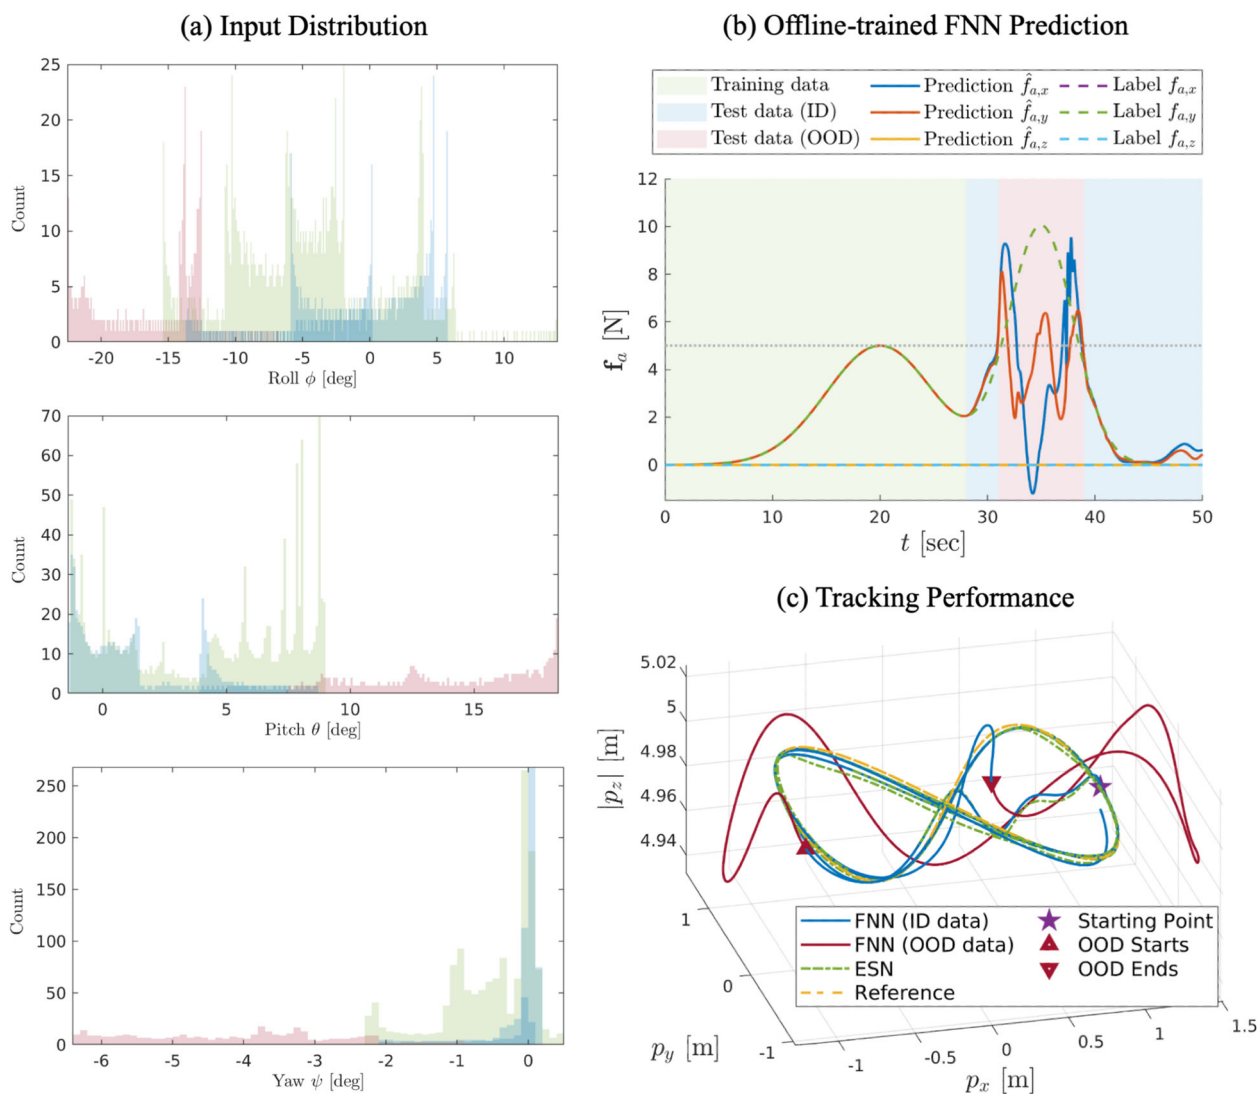 (a) Input Distribution
25
20
15
10
5
0
Count
-20 -15 -10 -5 0 5 10
Roll ϕ [deg]
70
60
50
40
30
20
10
0
Count
0 5 10 15
Pitch θ [deg]
250
200
150
100
50
0
Count
-6 -5 -4 -3 -2 -1 0
Yaw ψ [deg]
(b) Offline-trained FNN Prediction
Training data Prediction f̂a,x Label fa,x
Test data (ID) Prediction f̂a,y Label fa,y
Test data (OOD) Prediction f̂a,z Label fa,z
12
10
8
6
4
2
0
fa [N]
0 10 20 30 40 50
t [sec]
(c) Tracking Performance
5.02
5
4.98
4.96
4.94
|pz| [m]
FNN (ID data) Starting Point
FNN (OOD data) OOD Starts
ESN OOD Ends
Reference
1
0
-1
py [m]
-1 -0.5 0 0.5 1 1.5
px [m]